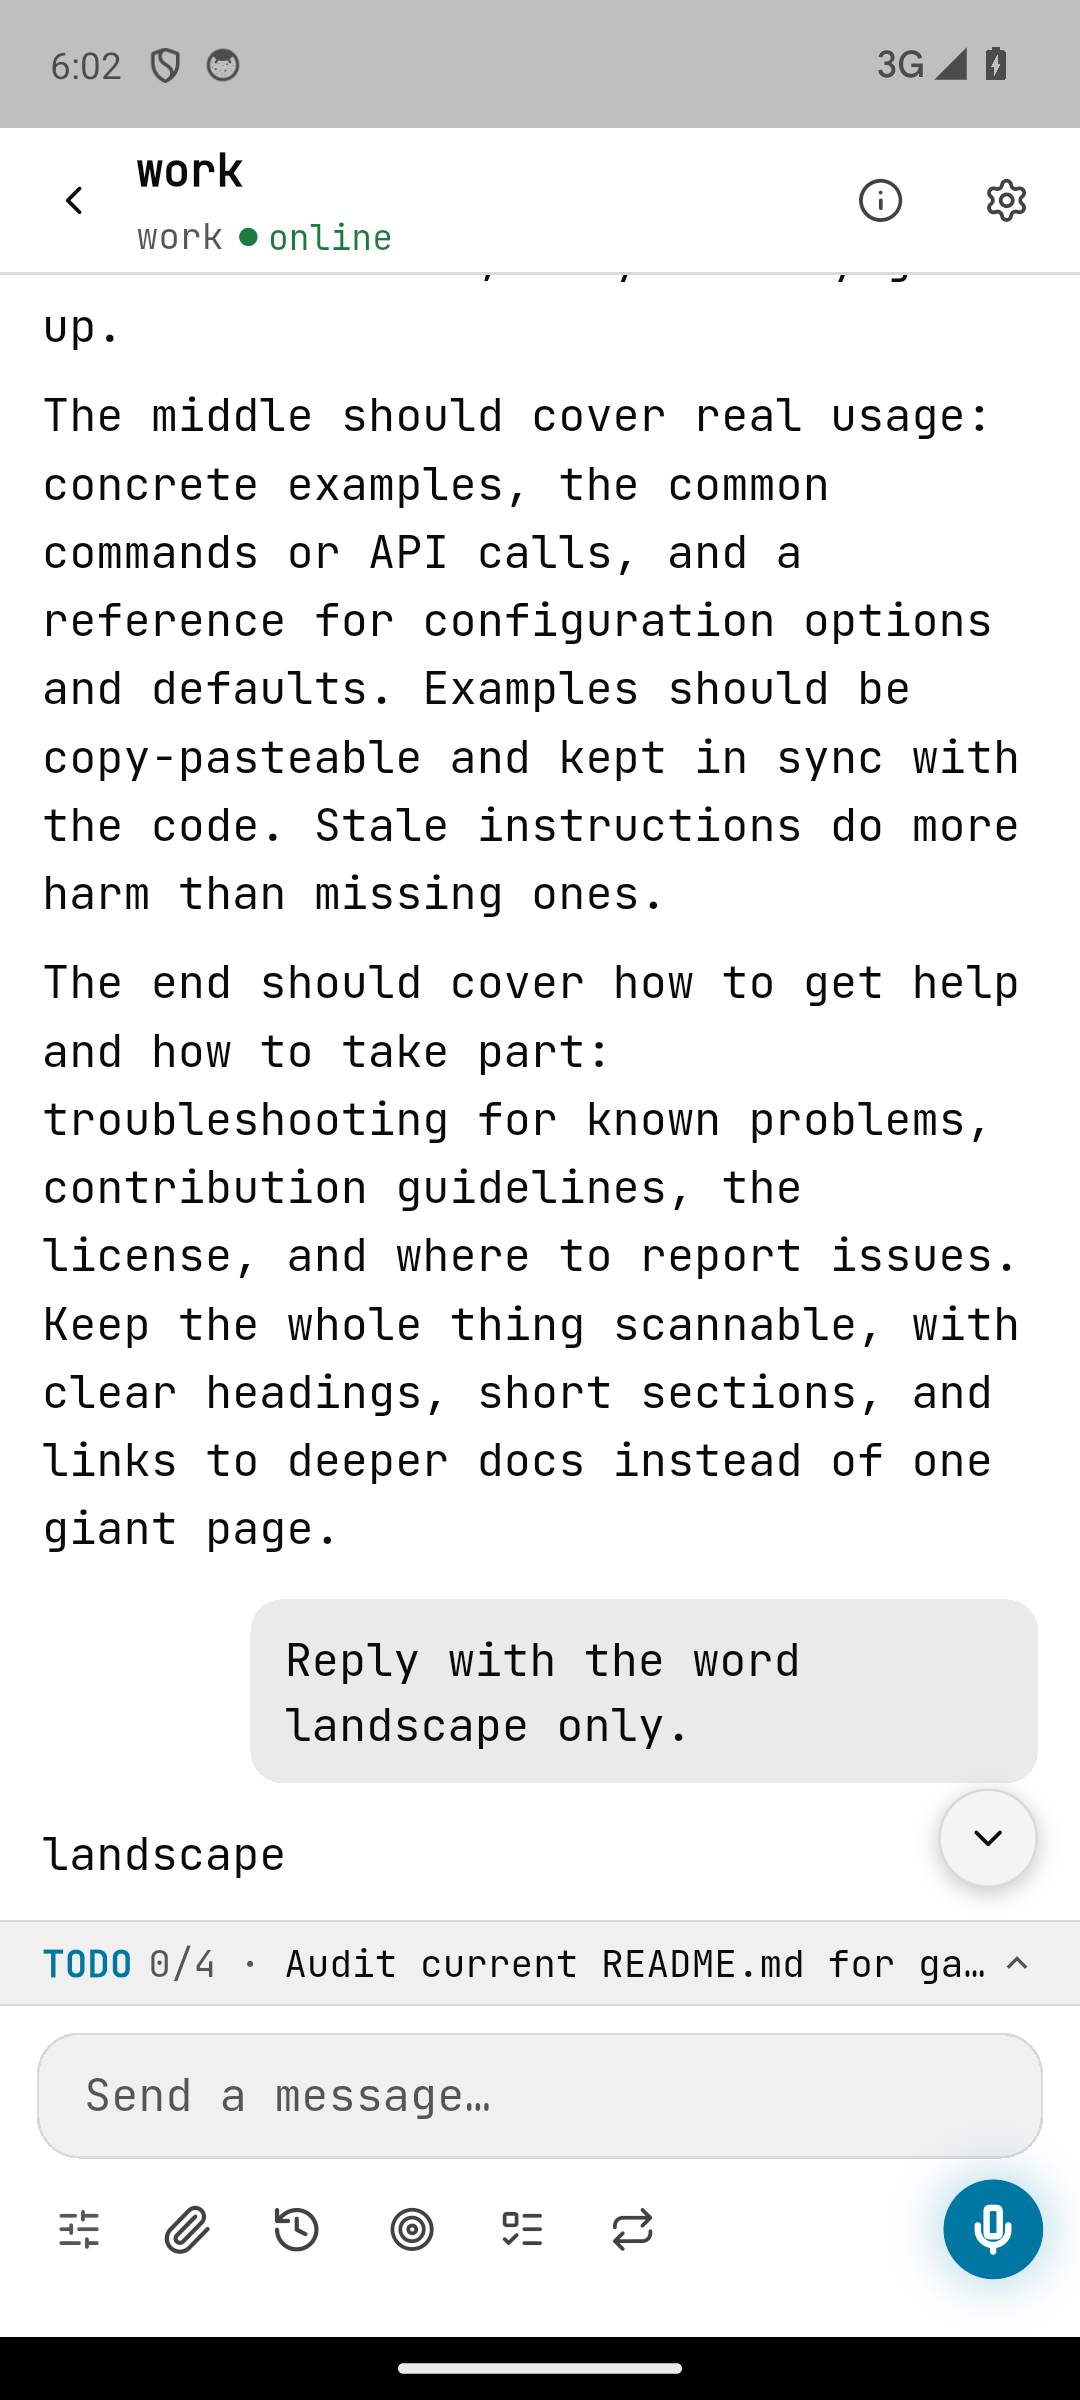 6:02
3G
work
work online
up.
The middle should cover real usage:
concrete examples, the common
commands or API calls, and a
reference for configuration options
and defaults. Examples should be
copy-pasteable and kept in sync with
the code. Stale instructions do more
harm than missing ones.
The end should cover how to get help
and how to take part:
troubleshooting for known problems,
contribution guidelines, the
license, and where to report issues.
Keep the whole thing scannable, with
clear headings, short sections, and
links to deeper docs instead of one
giant page.
Reply with the word
landscape only.
landscape
TODO 0/4 · Audit current README.md for ga…
Send a message…